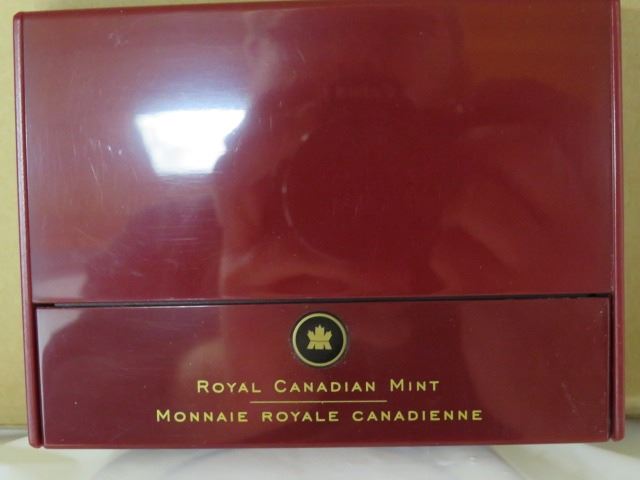 ROYAL CANADIAN MINT
MONNAIE ROYALE CANADIENNE